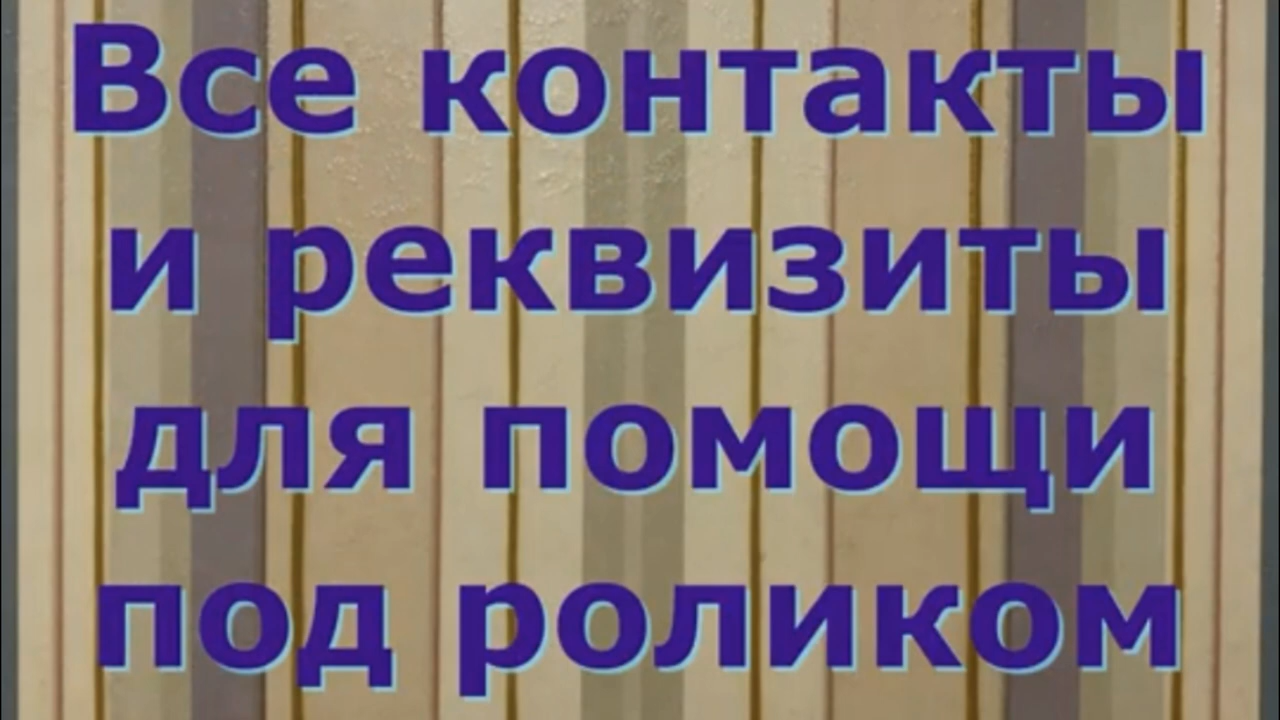 Все контакты
и реквизиты
для помощи
под роликом